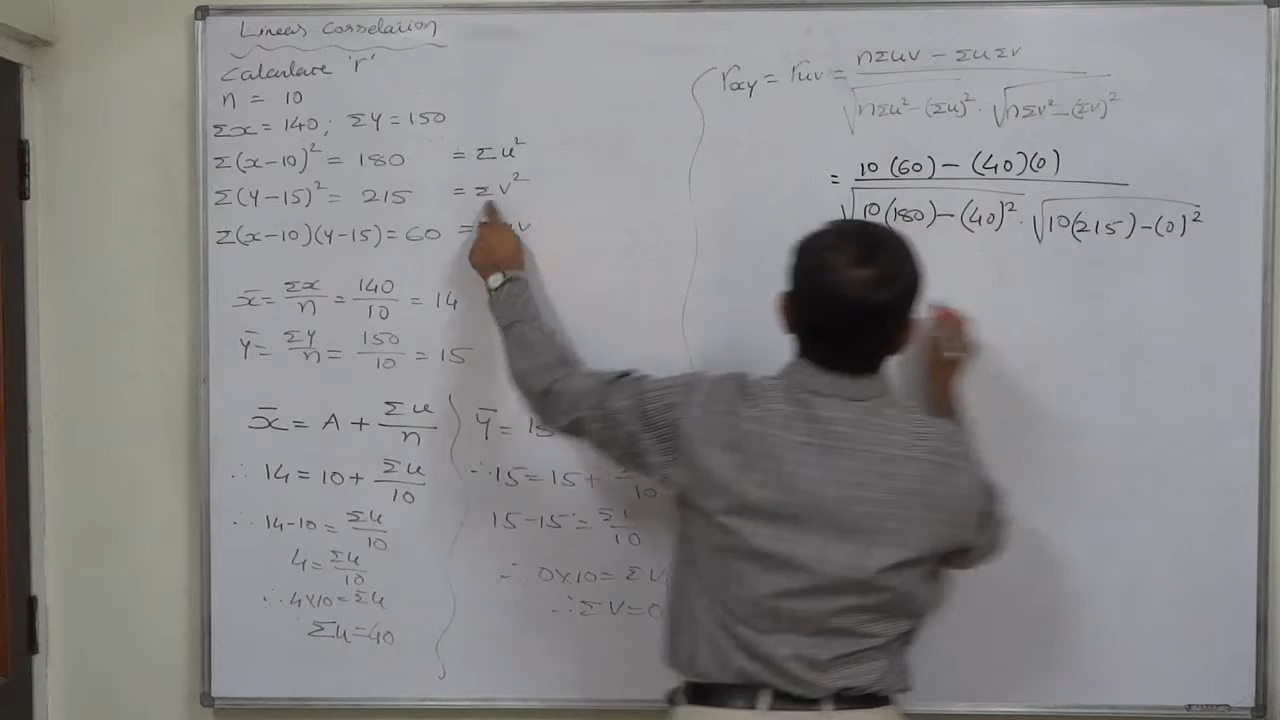 Linear Correlation
Calculate 'r'
n = 10
Σx = 140; Σy = 150
Σ(x-10)² = 180 = Σu²
Σ(y-15)² = 215 = Σv²
Σ(x-10)(y-15) = 60 = v
x̄ = Σx/n = 140/10 = 14
ȳ = Σy/n = 150/10 = 15
x̄ = A + Σu/n
∴ 14 = 10 + Σu/10
∴ 14-10 = Σu/10
4 = Σu/10
∴ 4×10 = Σu
Σu = 40
ȳ = 15
∴ 15 = 15 + /10
15-15 = Σ /10
∴ 0×10 = Σv
∴ Σv = 0
rxy = ruv = (nΣuv - ΣuΣv) / (√(nΣu²-(Σu)²) · √(nΣv²-(Σv)²))
= (10(60) - (40)(0)) / (√(10(180)-(40)²) · √(10(215)-(0)²))